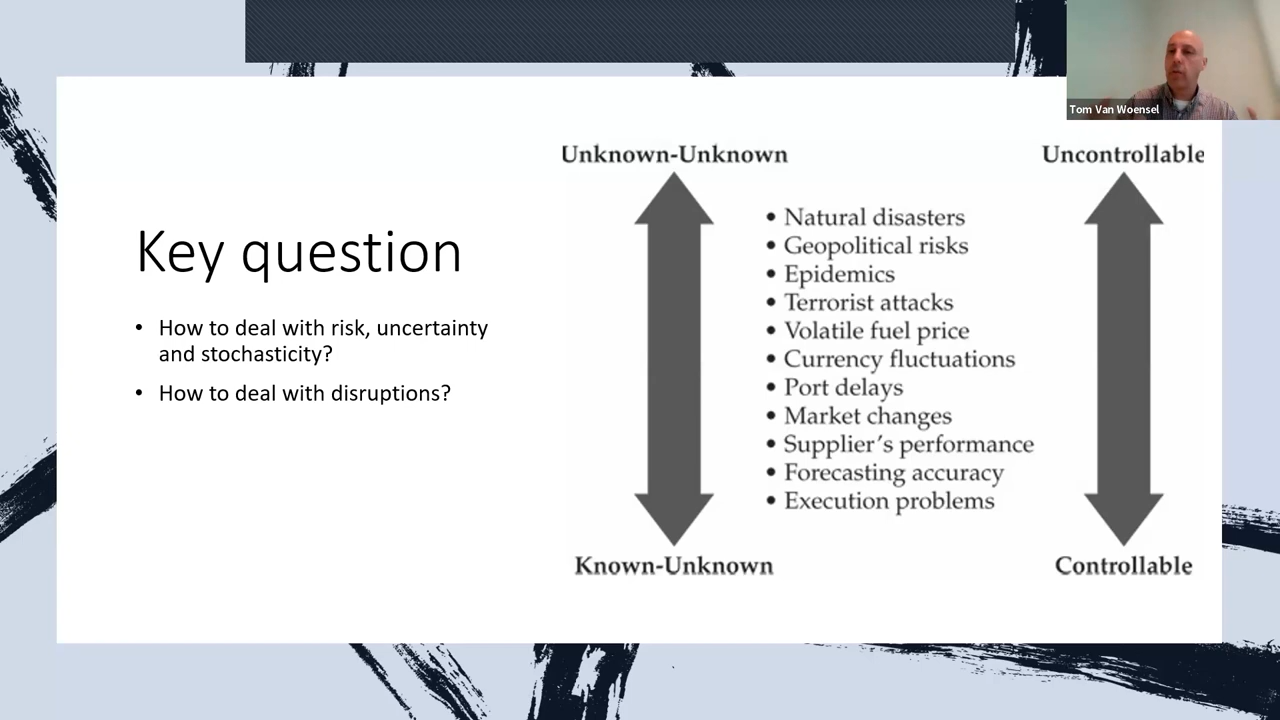 Tom Van Woensel
Key question
• How to deal with risk, uncertainty
and stochasticity?
• How to deal with disruptions?
Unknown-Unknown
Uncontrollable
• Natural disasters
• Geopolitical risks
• Epidemics
• Terrorist attacks
• Volatile fuel price
• Currency fluctuations
• Port delays
• Market changes
• Supplier’s performance
• Forecasting accuracy
• Execution problems
Known-Unknown
Controllable